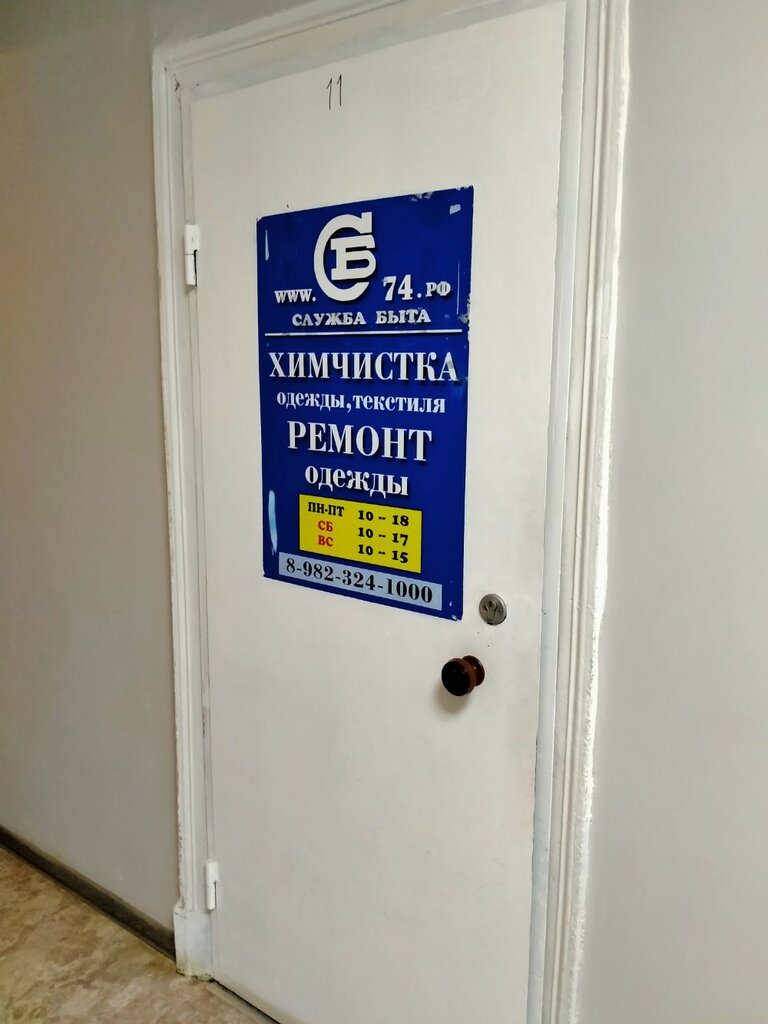 11
www. СБ 74.РФ
СЛУЖБА БЫТА
ХИМЧИСТКА
одежды, текстиля
РЕМОНТ
одежды
ПН-ПТ 10 -- 18
СБ 10 -- 17
ВС 10 -- 15
8-982-324-1000